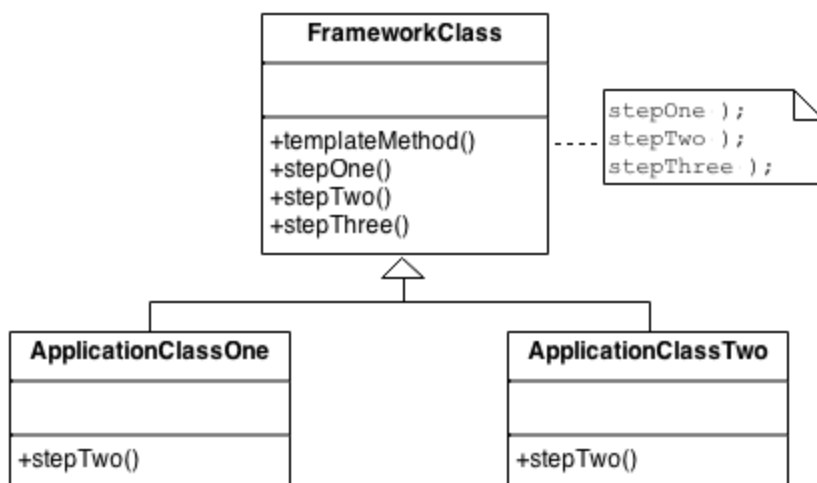 FrameworkClass
+templateMethod()
+stepOne()
+stepTwo()
+stepThree()
stepOne );
stepTwo );
stepThree );
ApplicationClassOne
+stepTwo()
ApplicationClassTwo
+stepTwo()